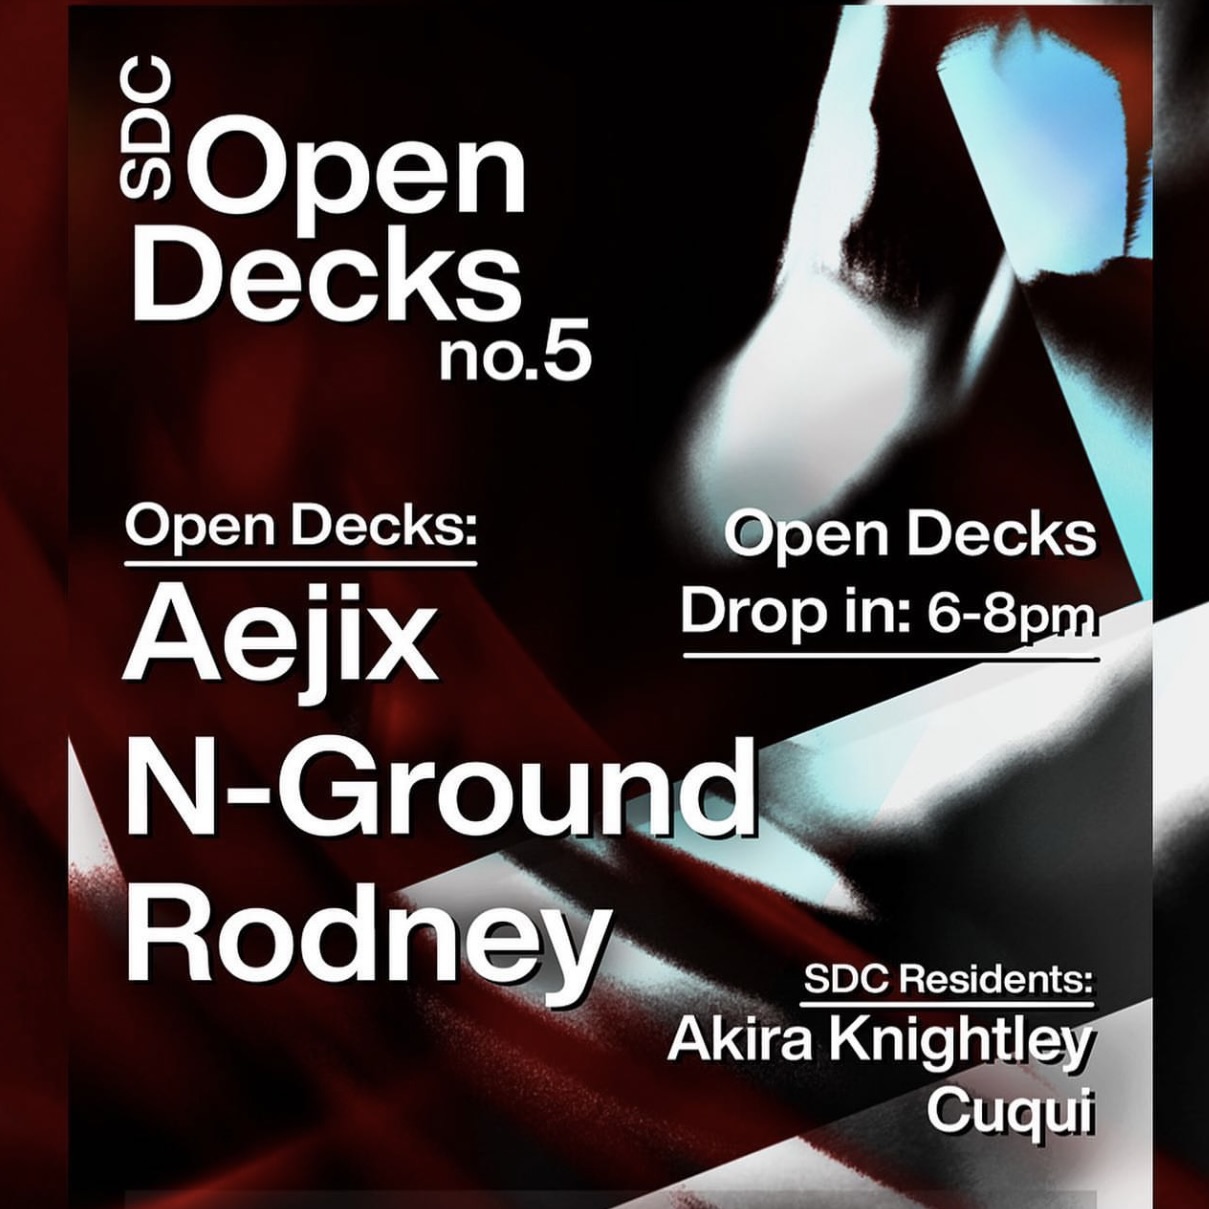 SDC
Open
Decks
no.5
Open Decks:
Aejix
N-Ground
Rodney
Open Decks
Drop in: 6-8pm
SDC Residents:
Akira Knightley
Cuqui